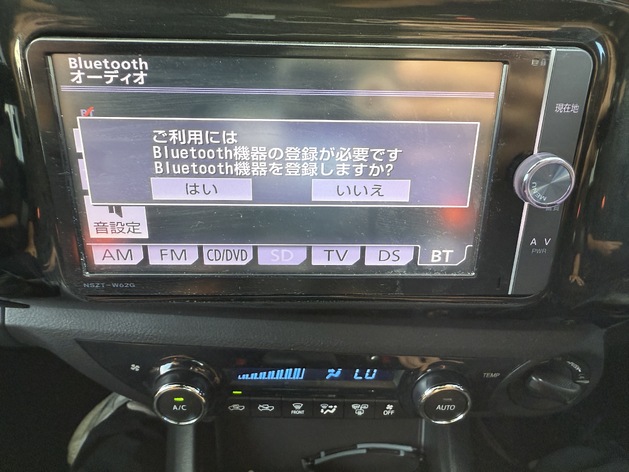 Bluetooth
オーディオ
現在地
ご利用には
Bluetooth機器の登録が必要です
Bluetooth機器を登録しますか?
はい
いいえ
MENU
音設定
AM
FM
CD/DVD
SD
TV
DS
BT
A V
PWR
NSZT-W62G
LO
TEMP
A/C
FRONT
OFF
AUTO